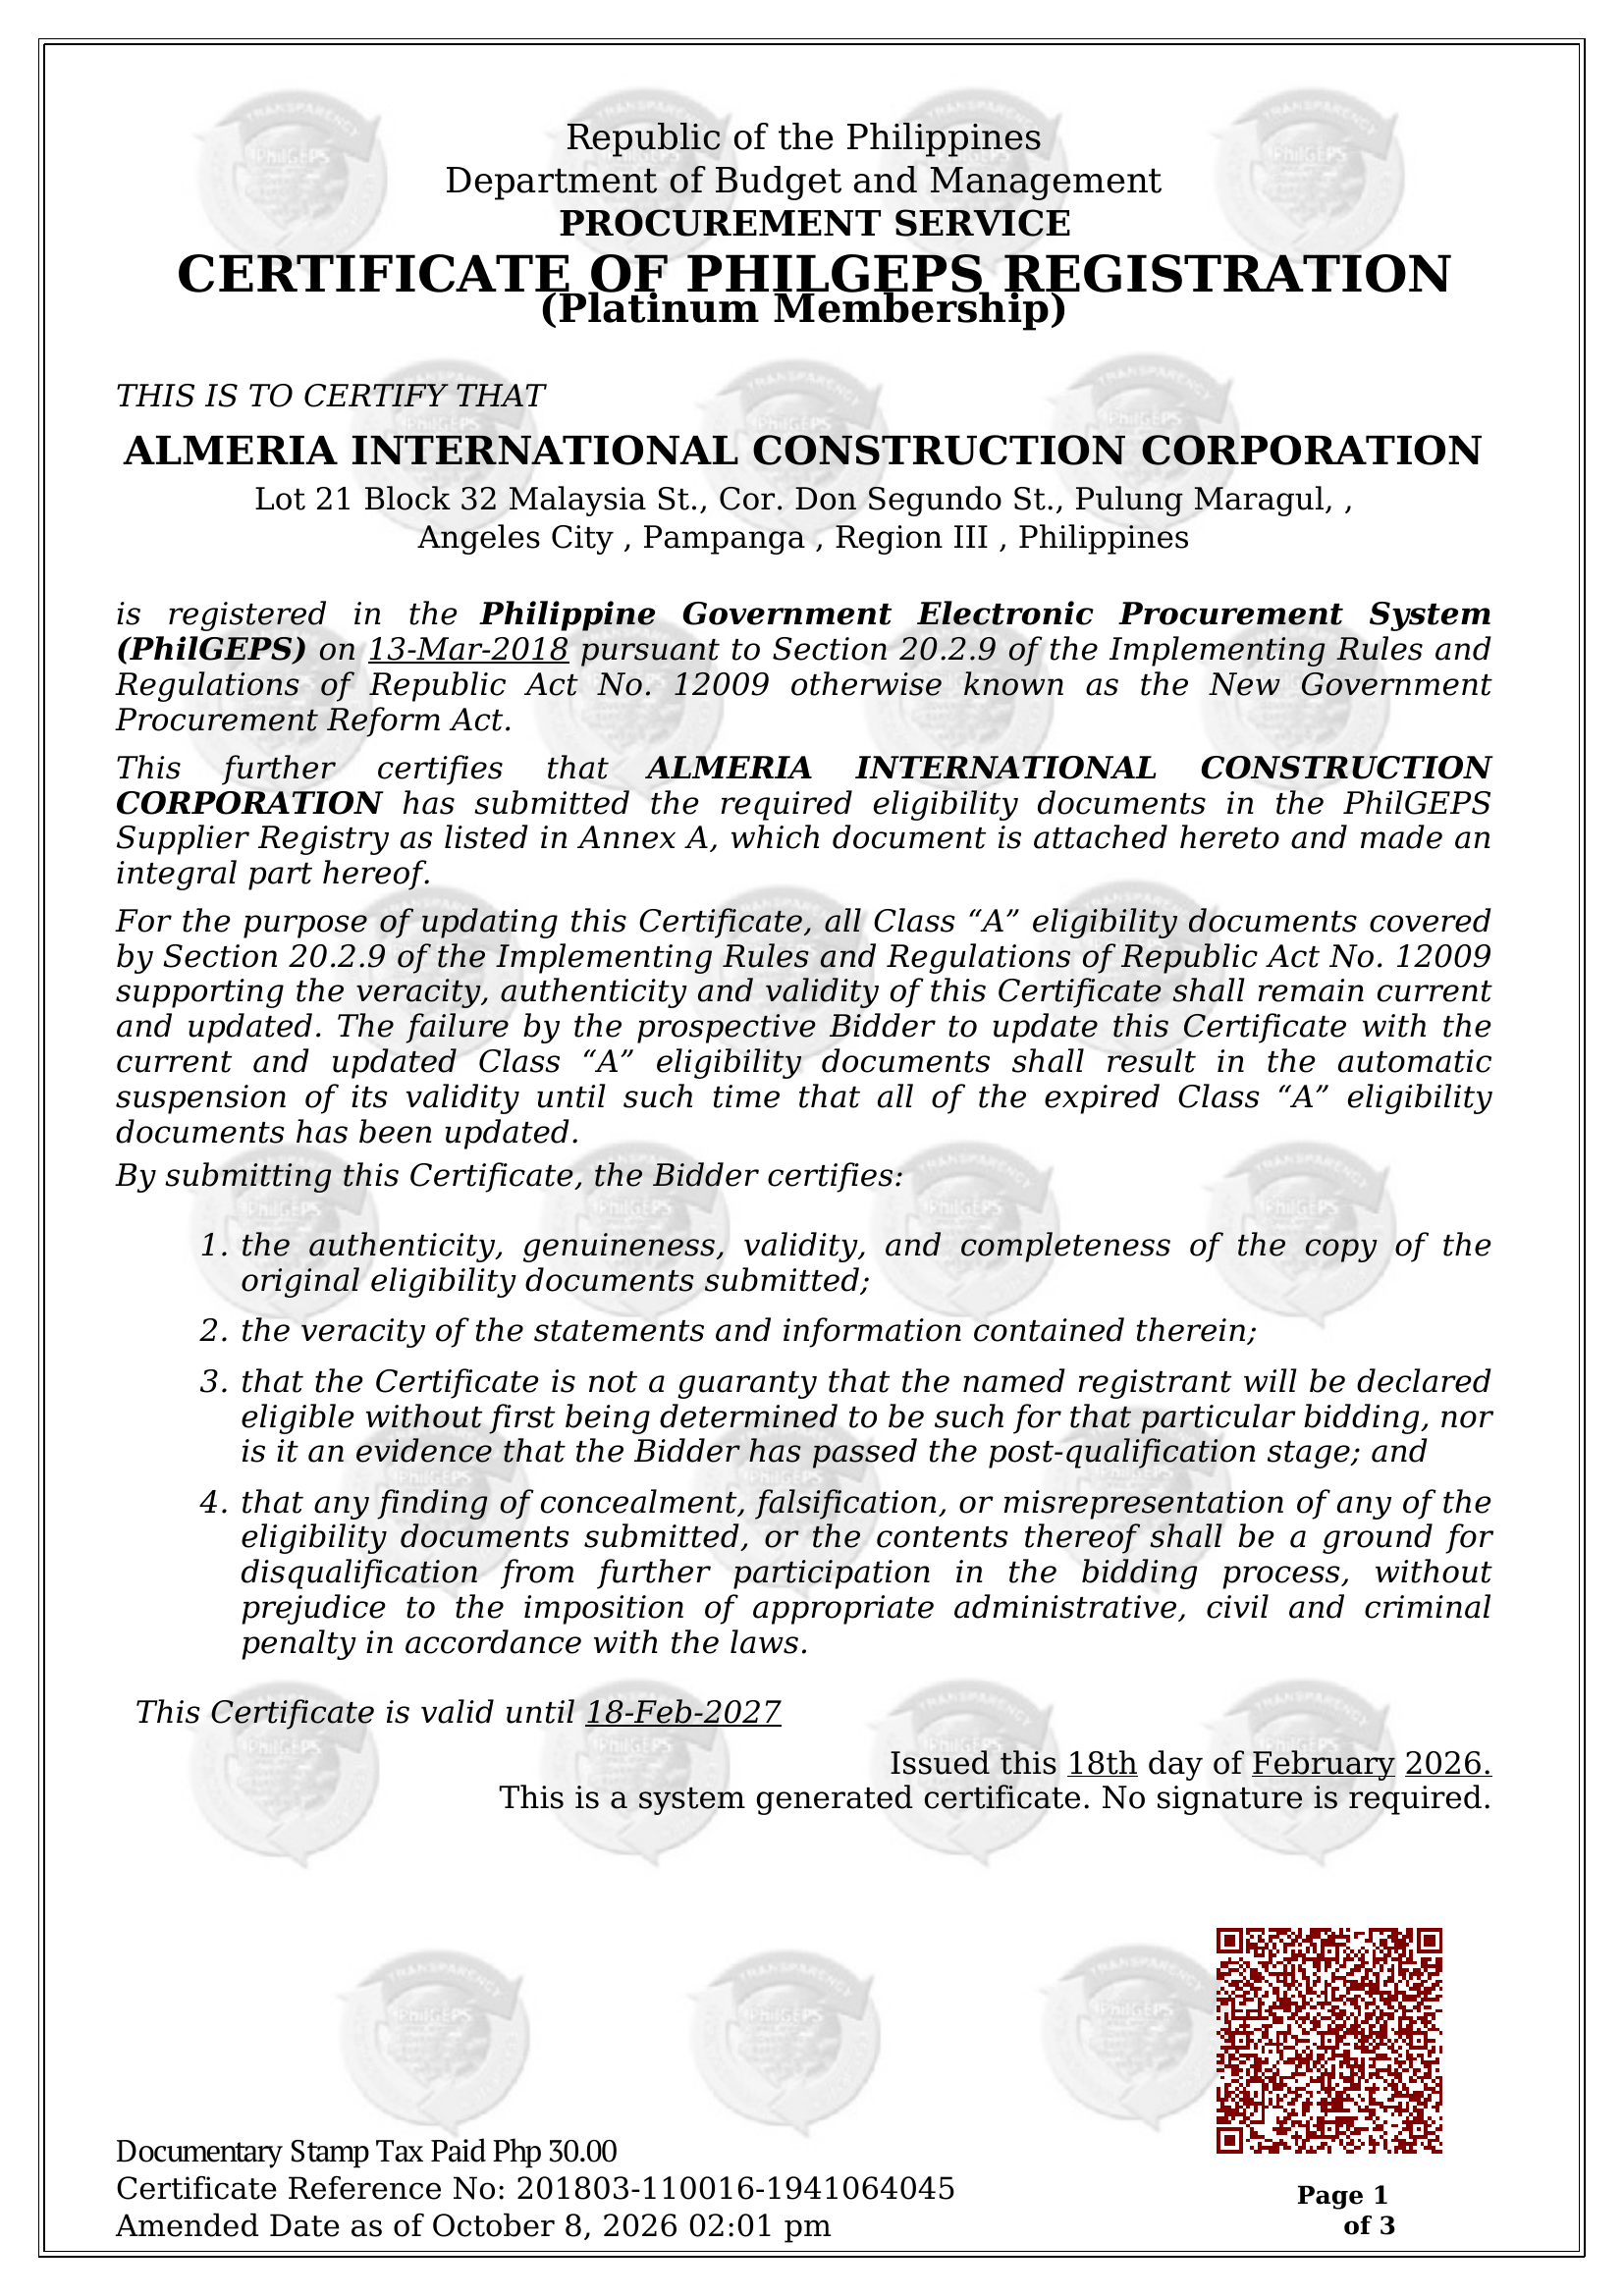 Republic of the Philippines
Department of Budget and Management
PROCUREMENT SERVICE
CERTIFICATE OF PHILGEPS REGISTRATION
(Platinum Membership)
THIS IS TO CERTIFY THAT
ALMERIA INTERNATIONAL CONSTRUCTION CORPORATION
Lot 21 Block 32 Malaysia St., Cor. Don Segundo St., Pulung Maragul, ,
Angeles City , Pampanga , Region III , Philippines
is registered in the Philippine Government Electronic Procurement System
(PhilGEPS) on 13-Mar-2018 pursuant to Section 20.2.9 of the Implementing Rules and
Regulations of Republic Act No. 12009 otherwise known as the New Government
Procurement Reform Act.
This further certifies that ALMERIA INTERNATIONAL CONSTRUCTION
CORPORATION has submitted the required eligibility documents in the PhilGEPS
Supplier Registry as listed in Annex A, which document is attached hereto and made an
integral part hereof.
For the purpose of updating this Certificate, all Class “A” eligibility documents covered
by Section 20.2.9 of the Implementing Rules and Regulations of Republic Act No. 12009
supporting the veracity, authenticity and validity of this Certificate shall remain current
and updated. The failure by the prospective Bidder to update this Certificate with the
current and updated Class “A” eligibility documents shall result in the automatic
suspension of its validity until such time that all of the expired Class “A” eligibility
documents has been updated.
By submitting this Certificate, the Bidder certifies:
1. the authenticity, genuineness, validity, and completeness of the copy of the
original eligibility documents submitted;
2. the veracity of the statements and information contained therein;
3. that the Certificate is not a guaranty that the named registrant will be declared
eligible without first being determined to be such for that particular bidding, nor
is it an evidence that the Bidder has passed the post-qualification stage; and
4. that any finding of concealment, falsification, or misrepresentation of any of the
eligibility documents submitted, or the contents thereof shall be a ground for
disqualification from further participation in the bidding process, without
prejudice to the imposition of appropriate administrative, civil and criminal
penalty in accordance with the laws.
This Certificate is valid until 18-Feb-2027
Issued this 18th day of February 2026.
This is a system generated certificate. No signature is required.
Documentary Stamp Tax Paid Php 30.00
Certificate Reference No: 201803-110016-1941064045
Amended Date as of October 8, 2026 02:01 pm
Page 1
of 3